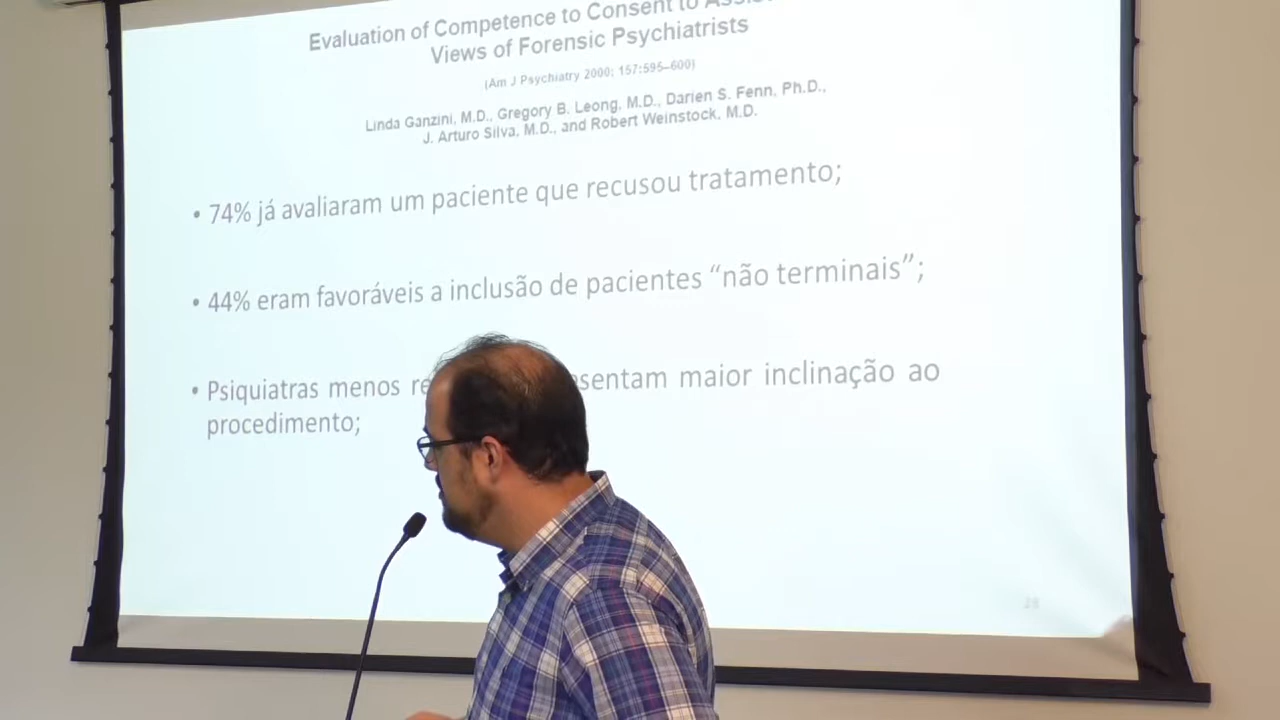 Evaluation of Competence to Consent to
Views of Forensic Psychiatrists
(Am J Psychiatry 2000; 157:595–600)
Linda Ganzini, M.D., Gregory B. Leong, M.D., Darien S. Fenn, Ph.D.,
J. Arturo Silva, M.D., and Robert Weinstock, M.D.
• 74% já avaliaram um paciente que recusou tratamento;
• 44% eram favoráveis a inclusão de pacientes “não terminais”;
• Psiquiatras menos maior inclinação ao
procedimento;